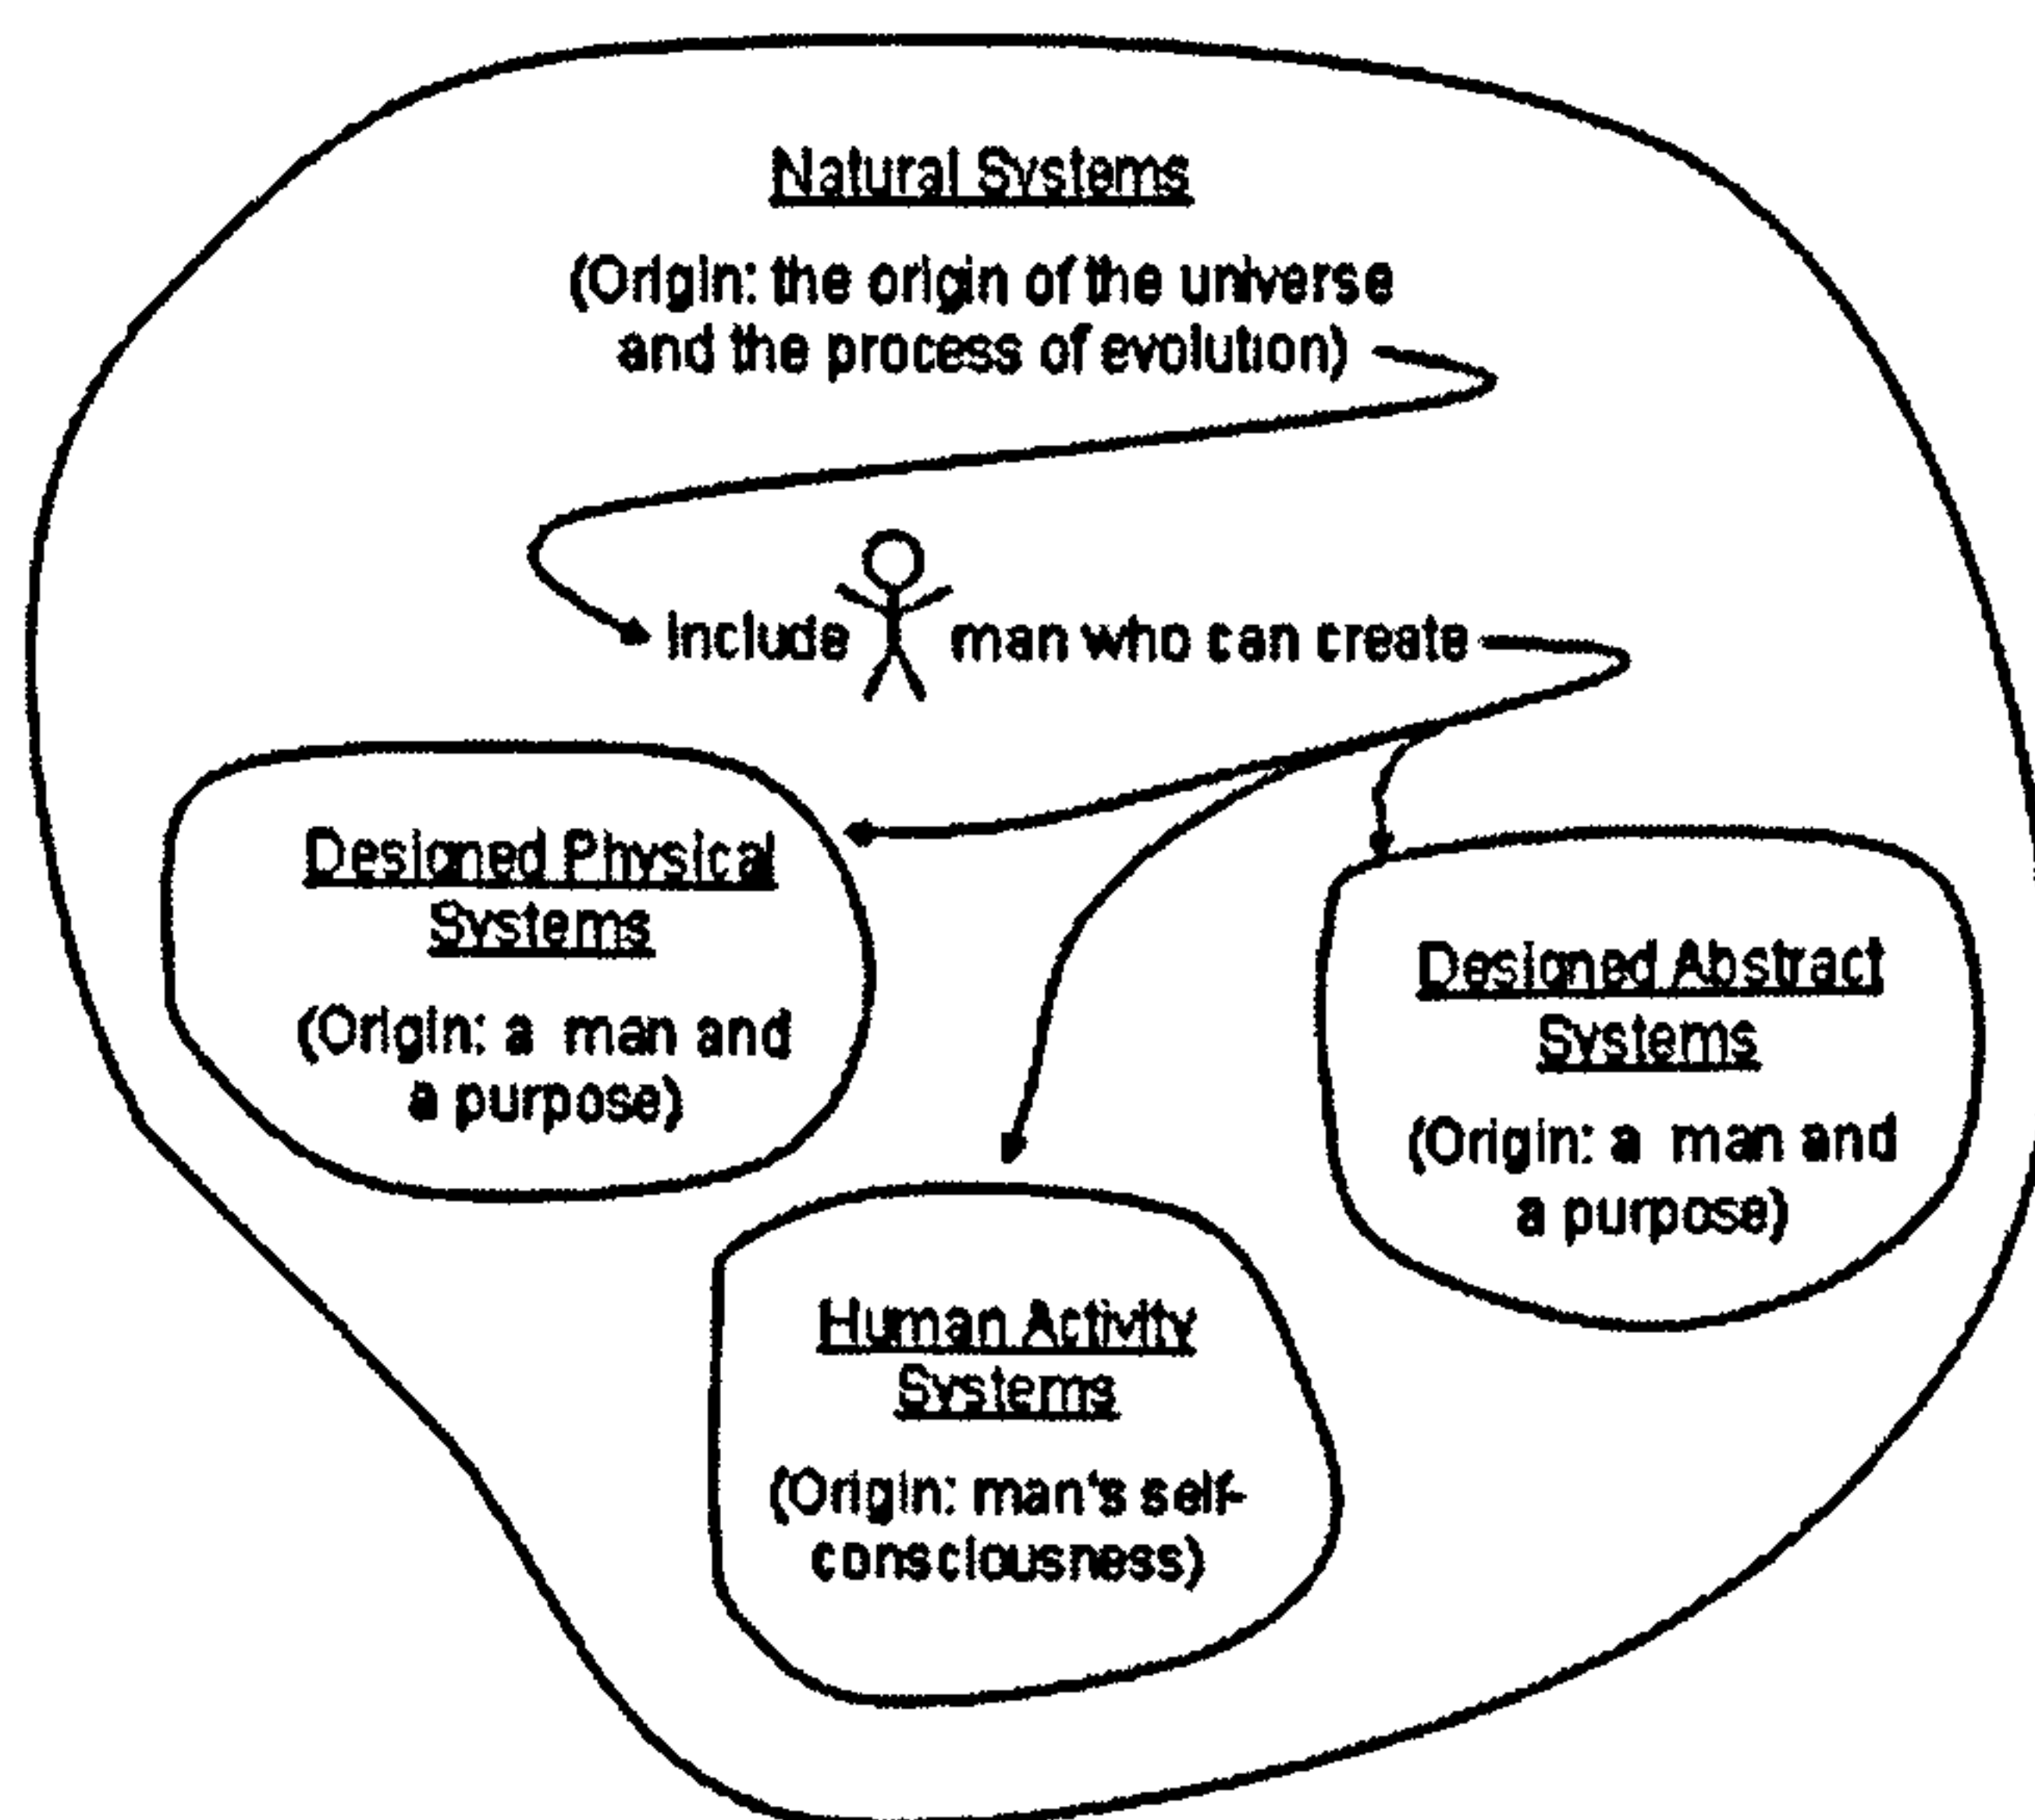 Natural Systems
(Origin: the origin of the universe
and the process of evolution)
Include man who can create
Designed Physical
Systems
(Origin: a man and
a purpose)
Designed Abstract
Systems
(Origin: a man and
a purpose)
Human Activity
Systems
(Origin: man's self-
consciousness)